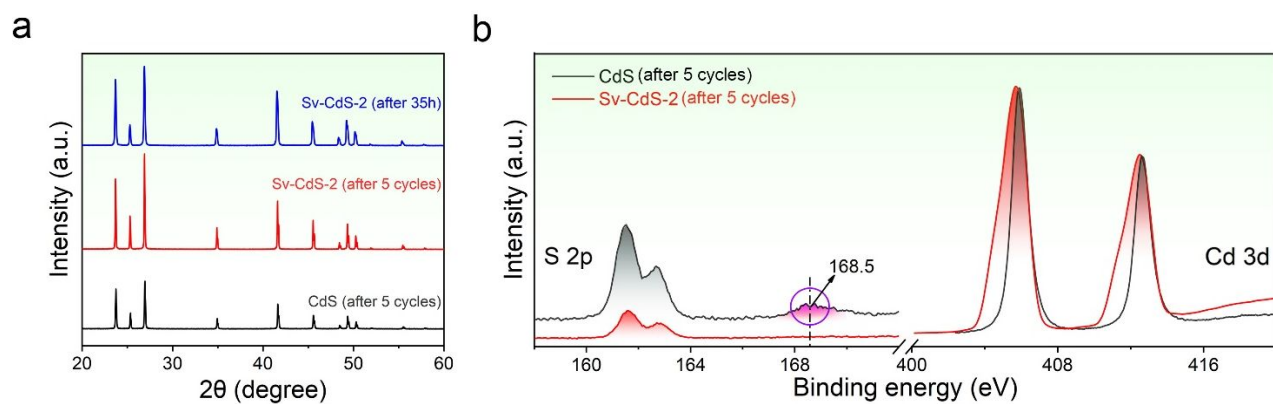 a
Intensity (a.u.)
Sv-CdS-2 (after 35h)
Sv-CdS-2 (after 5 cycles)
CdS (after 5 cycles)
20 30 40 50 60
2θ (degree)
b
Intensity (a.u.)
CdS (after 5 cycles)
Sv-CdS-2 (after 5 cycles)
S 2p
168.5
Cd 3d
160 164 168 400 408 416
Binding energy (eV)